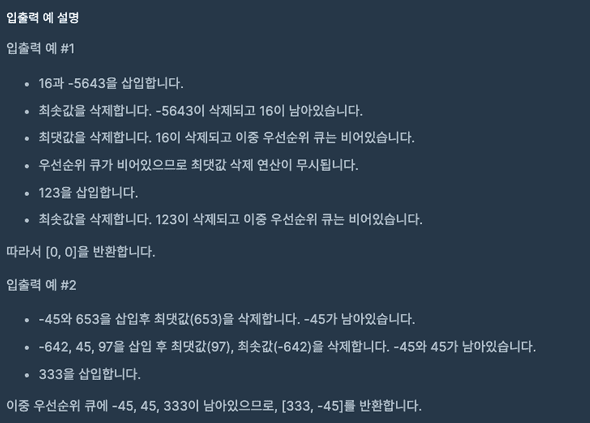 입출력 예 설명
입출력 예 #1
• 16과 -5643을 삽입합니다.
• 최솟값을 삭제합니다. -5643이 삭제되고 16이 남아있습니다.
• 최댓값을 삭제합니다. 16이 삭제되고 이중 우선순위 큐는 비어있습니다.
• 우선순위 큐가 비어있으므로 최댓값 삭제 연산이 무시됩니다.
• 123을 삽입합니다.
• 최솟값을 삭제합니다. 123이 삭제되고 이중 우선순위 큐는 비어있습니다.
따라서 [0, 0]을 반환합니다.
입출력 예 #2
• -45와 653을 삽입후 최댓값(653)을 삭제합니다. -45가 남아있습니다.
• -642, 45, 97을 삽입 후 최댓값(97), 최솟값(-642)을 삭제합니다. -45와 45가 남아있습니다.
• 333을 삽입합니다.
이중 우선순위 큐에 -45, 45, 333이 남아있으므로, [333, -45]를 반환합니다.